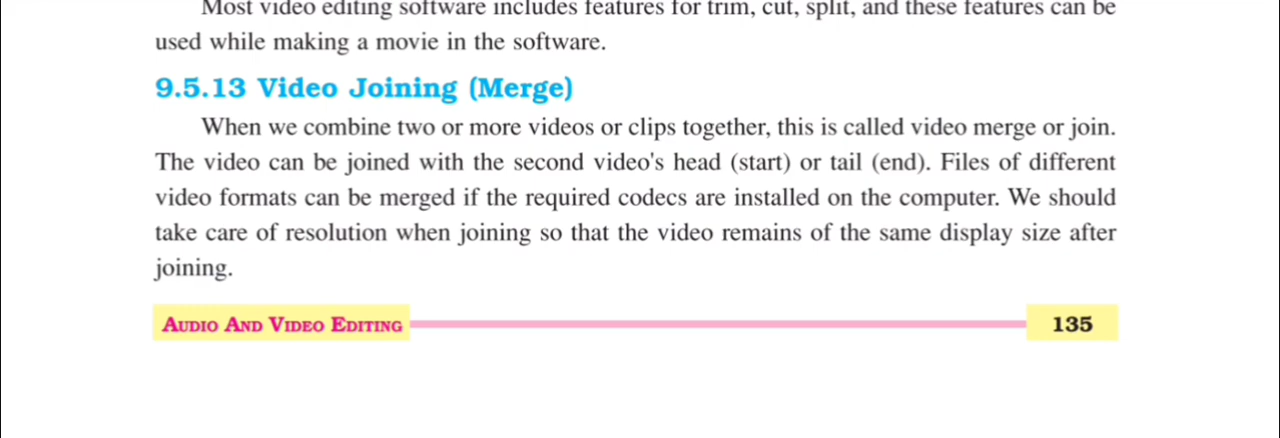 Most video editing software includes features for trim, cut, split, and these features can be
used while making a movie in the software.
9.5.13 Video Joining (Merge)
When we combine two or more videos or clips together, this is called video merge or join.
The video can be joined with the second video's head (start) or tail (end). Files of different
video formats can be merged if the required codecs are installed on the computer. We should
take care of resolution when joining so that the video remains of the same display size after
joining.
AUDIO AND VIDEO EDITING 135